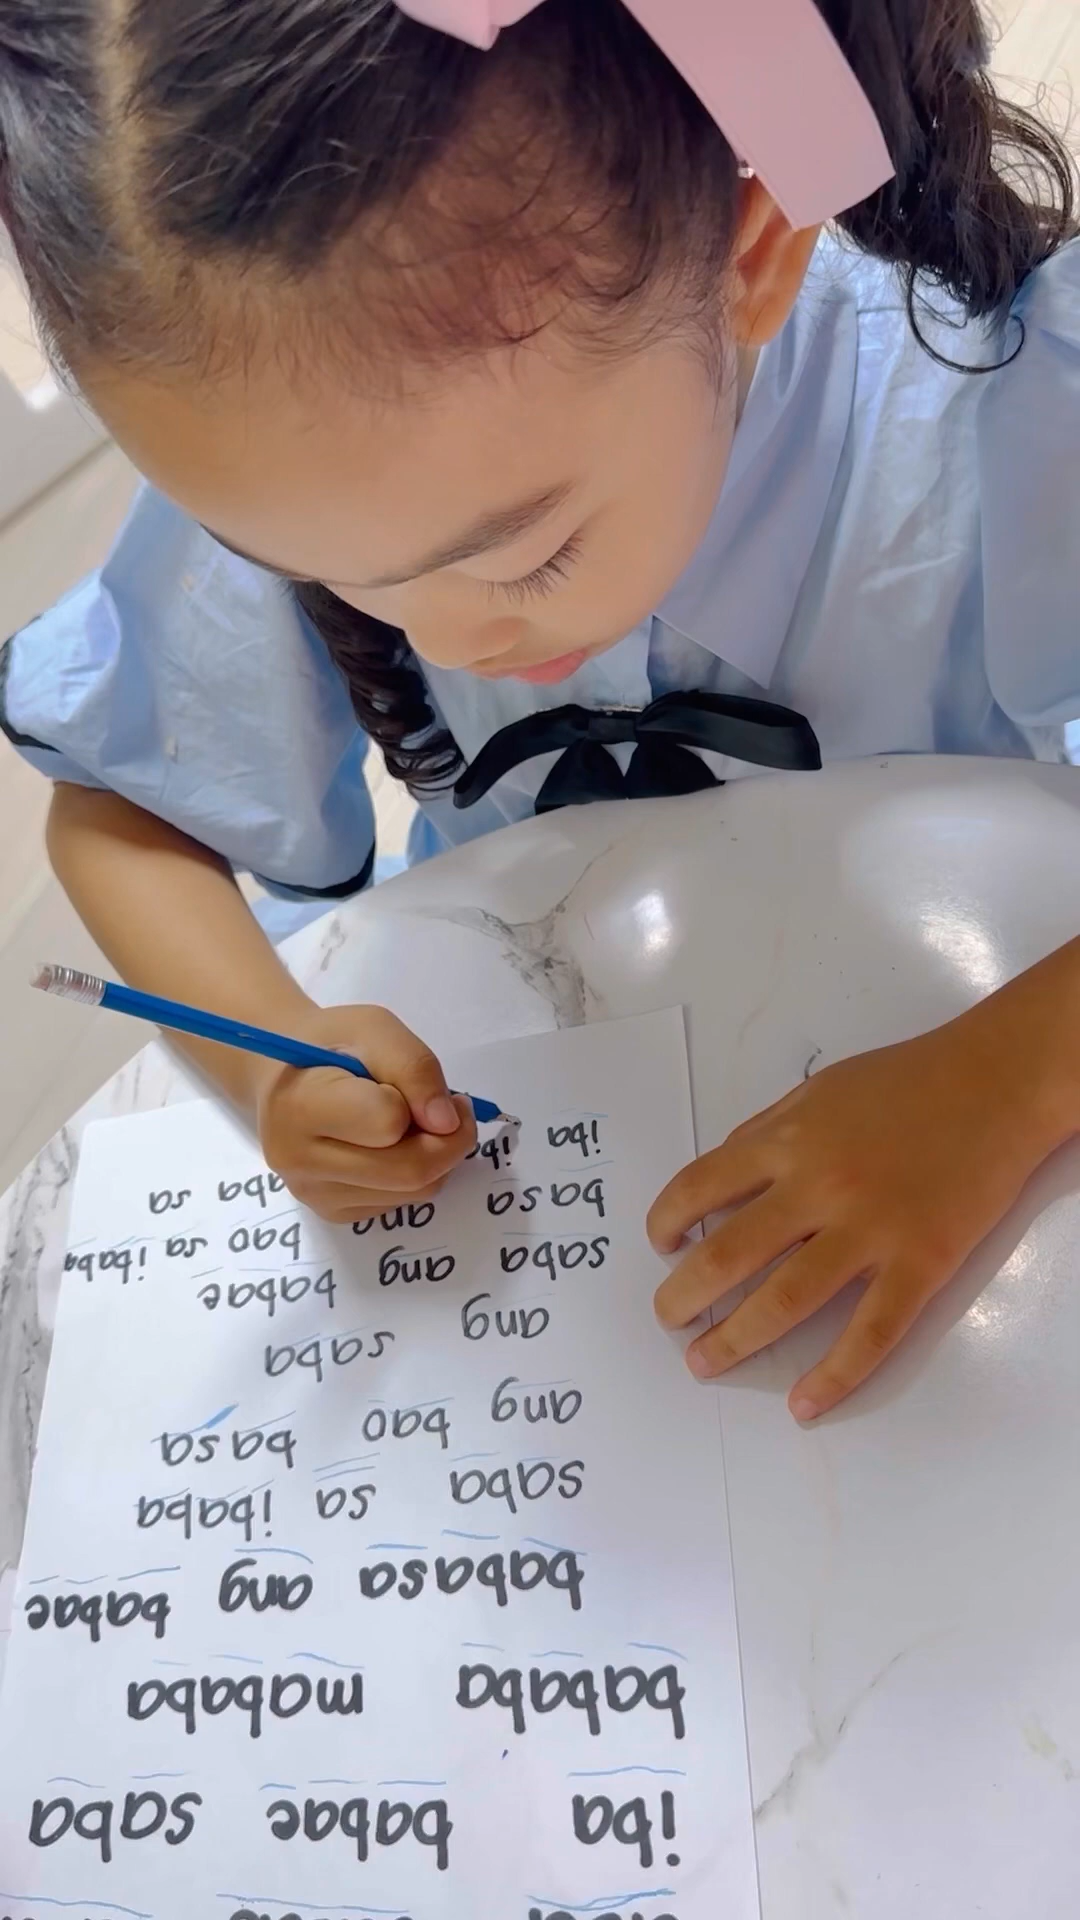 iba babae saba
bababa mababa
babasa ang babae
saba sa ibaba
ang bao basa
ang saba
saba ang babae
basa ang bao sa ibaba
iba sa